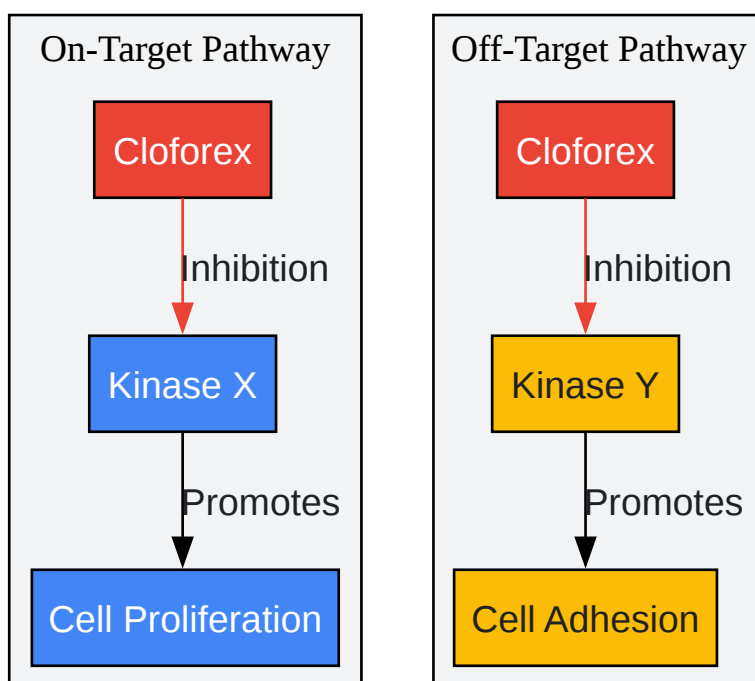 On-Target Pathway
Cloforex
Inhibition
Kinase X
Promotes
Cell Proliferation
Off-Target Pathway
Cloforex
Inhibition
Kinase Y
Promotes
Cell Adhesion